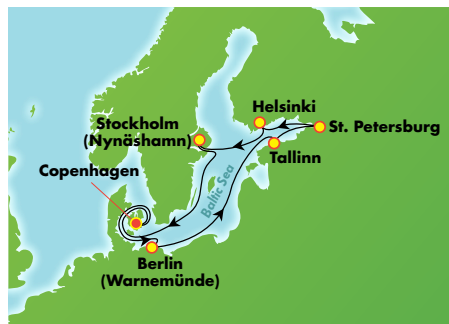 Helsinki
St. Petersburg
Stockholm
(Nynäshamn)
Tallinn
Copenhagen
Baltic Sea
Berlin
(Warnemünde)